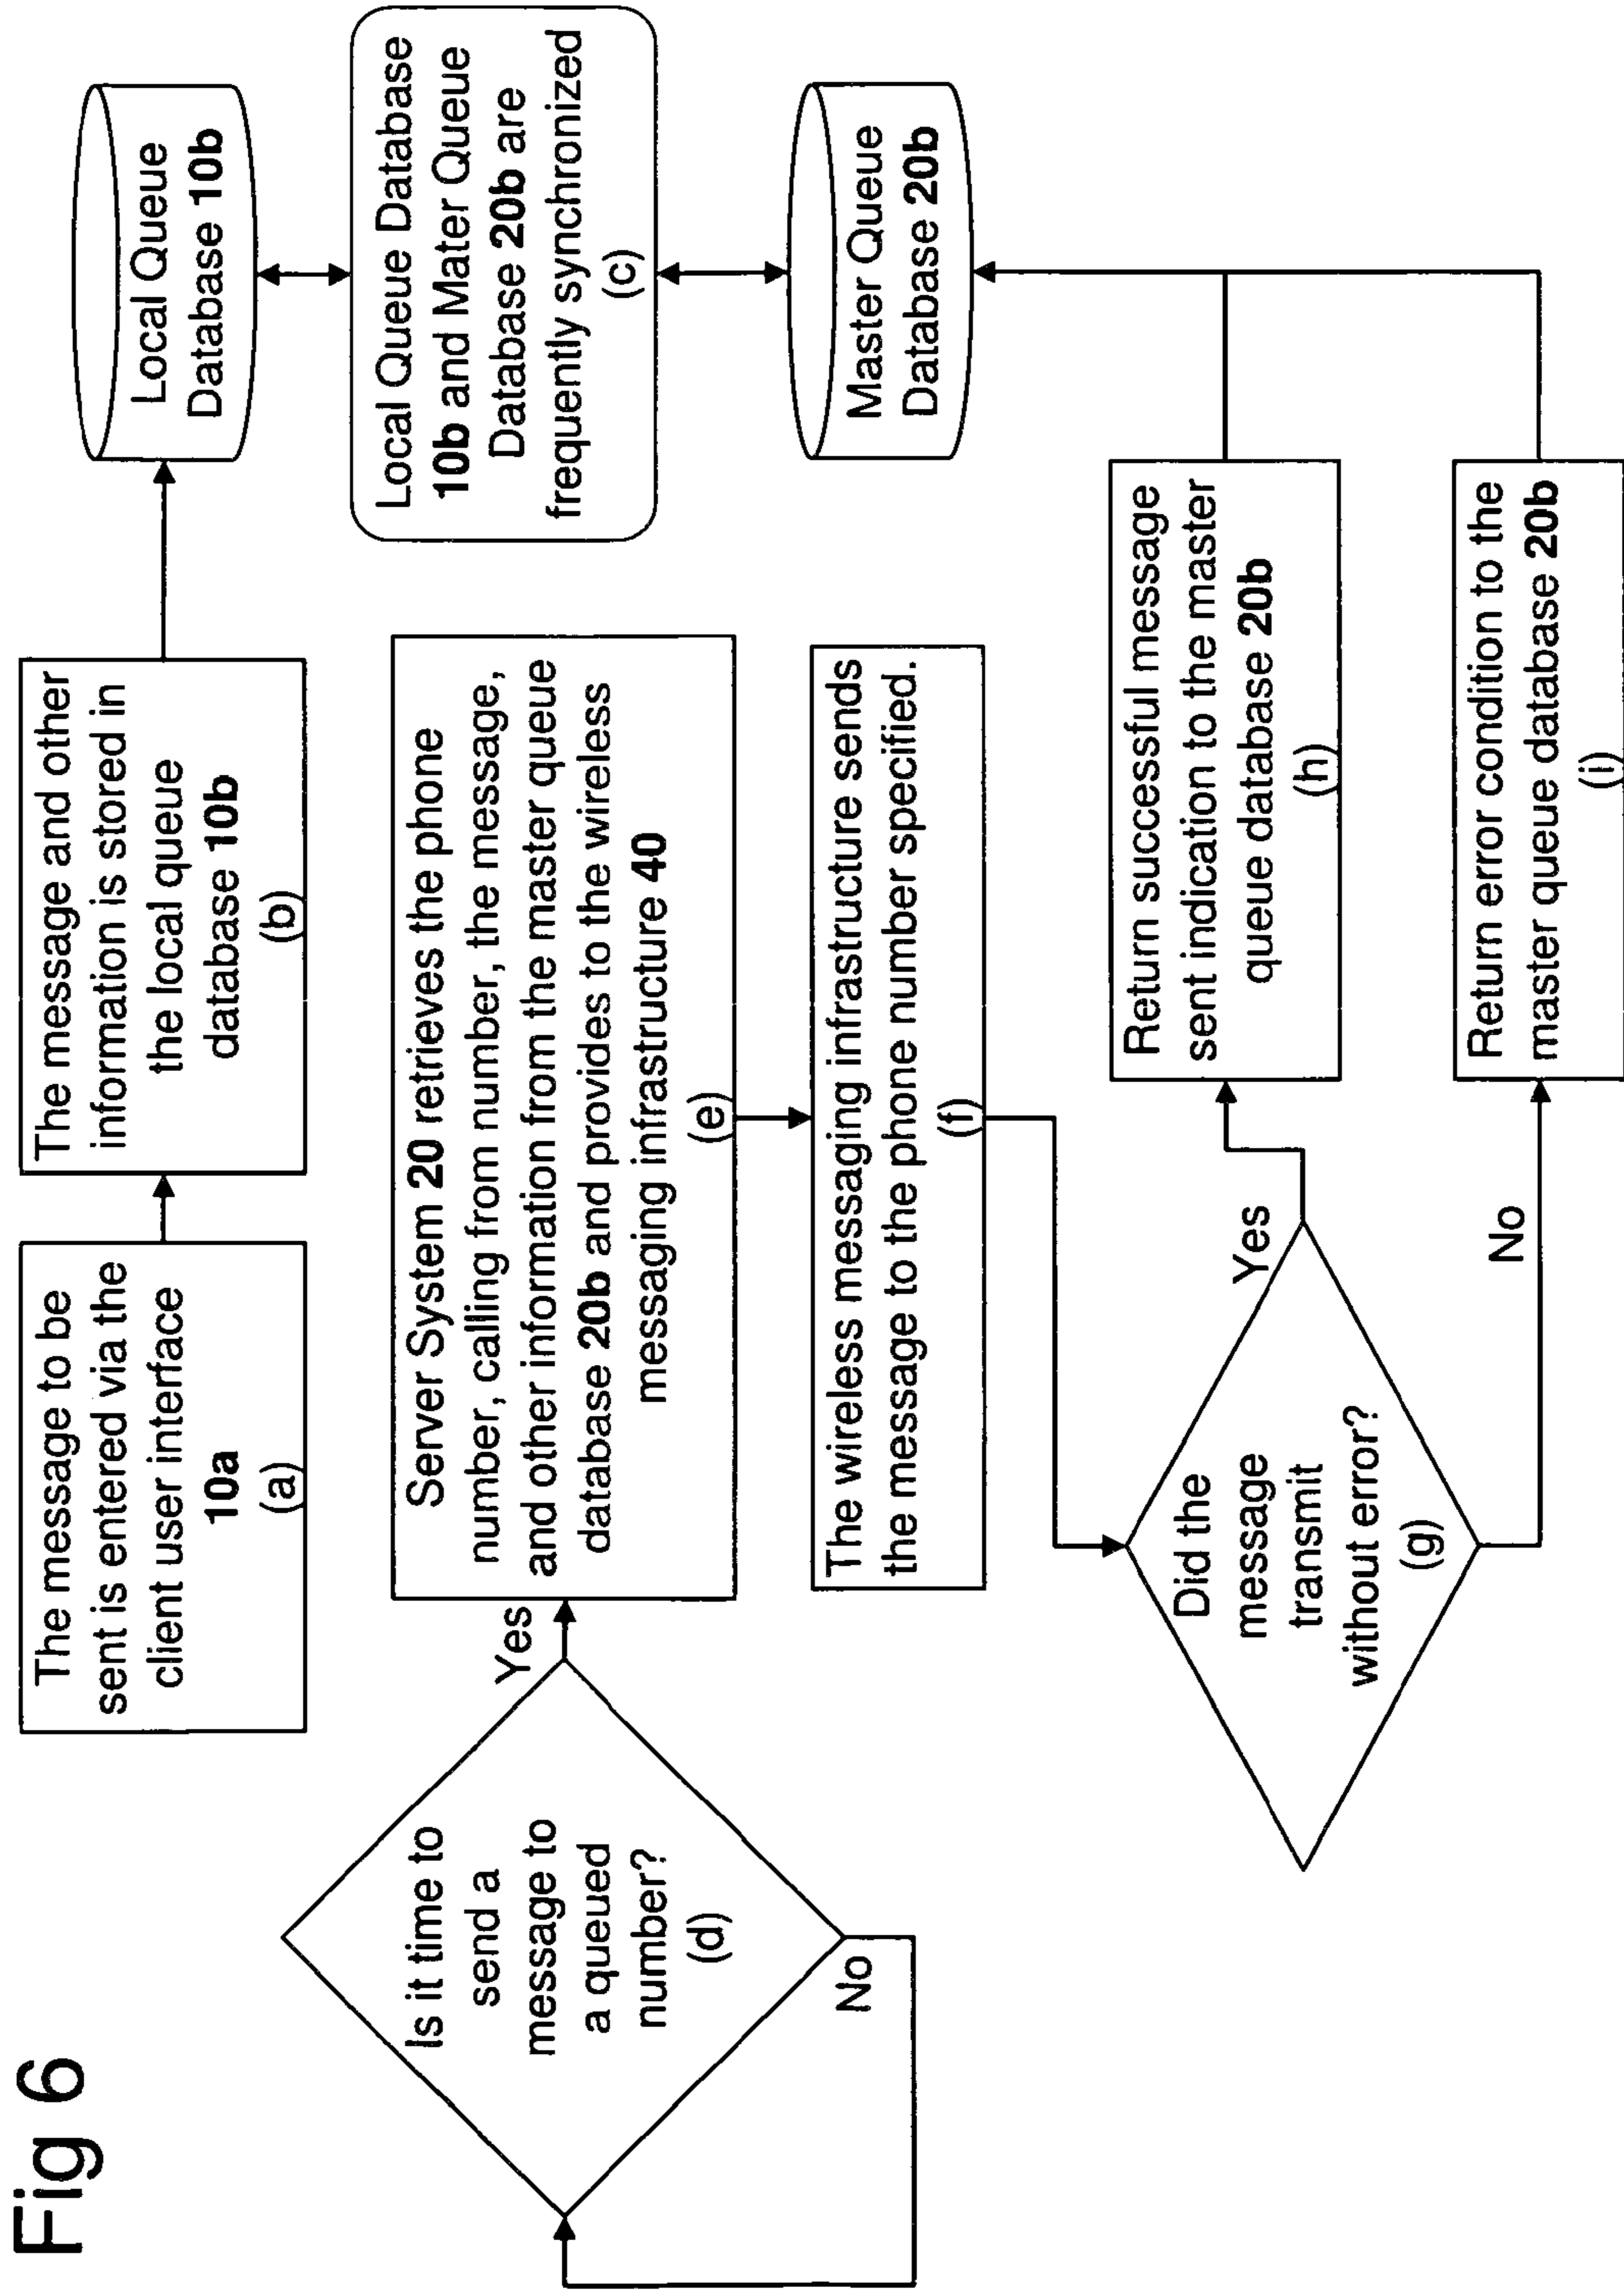 Fig 6
The message to be
sent is entered via the
client user interface
10a
(a)
The message and other
information is stored in
the local queue
database 10b
(b)
Local Queue
Database 10b
Local Queue Database
10b and Mater Queue
Database 20b are
frequently synchronized
(c)
Master Queue
Database 20b
Is it time to
send a
message to
a queued
number?
(d)
Yes
No
Server System 20 retrieves the phone
number, calling from number, the message,
and other information from the master queue
database 20b and provides to the wireless
messaging infrastructure 40
(e)
The wireless messaging infrastructure sends
the message to the phone number specified.
(f)
Did the
message
transmit
without error?
(g)
Yes
No
Return successful message
sent indication to the master
queue database 20b
(h)
Return error condition to the
master queue database 20b
(i)